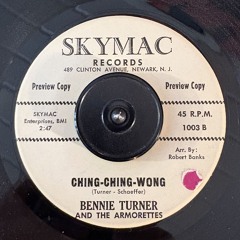 SKYMAC
RECORDS
489 CLINTON AVENUE, NEWARK, N. J.
Preview Copy
Preview Copy
SKYMAC
Enterprises, BMI
2:47
45 R.P.M.
1003 B
Arr. By:
Robert Banks
CHING-CHING-WONG
(Turner - Schaeffer)
BENNIE TURNER
AND THE ARMORETTES